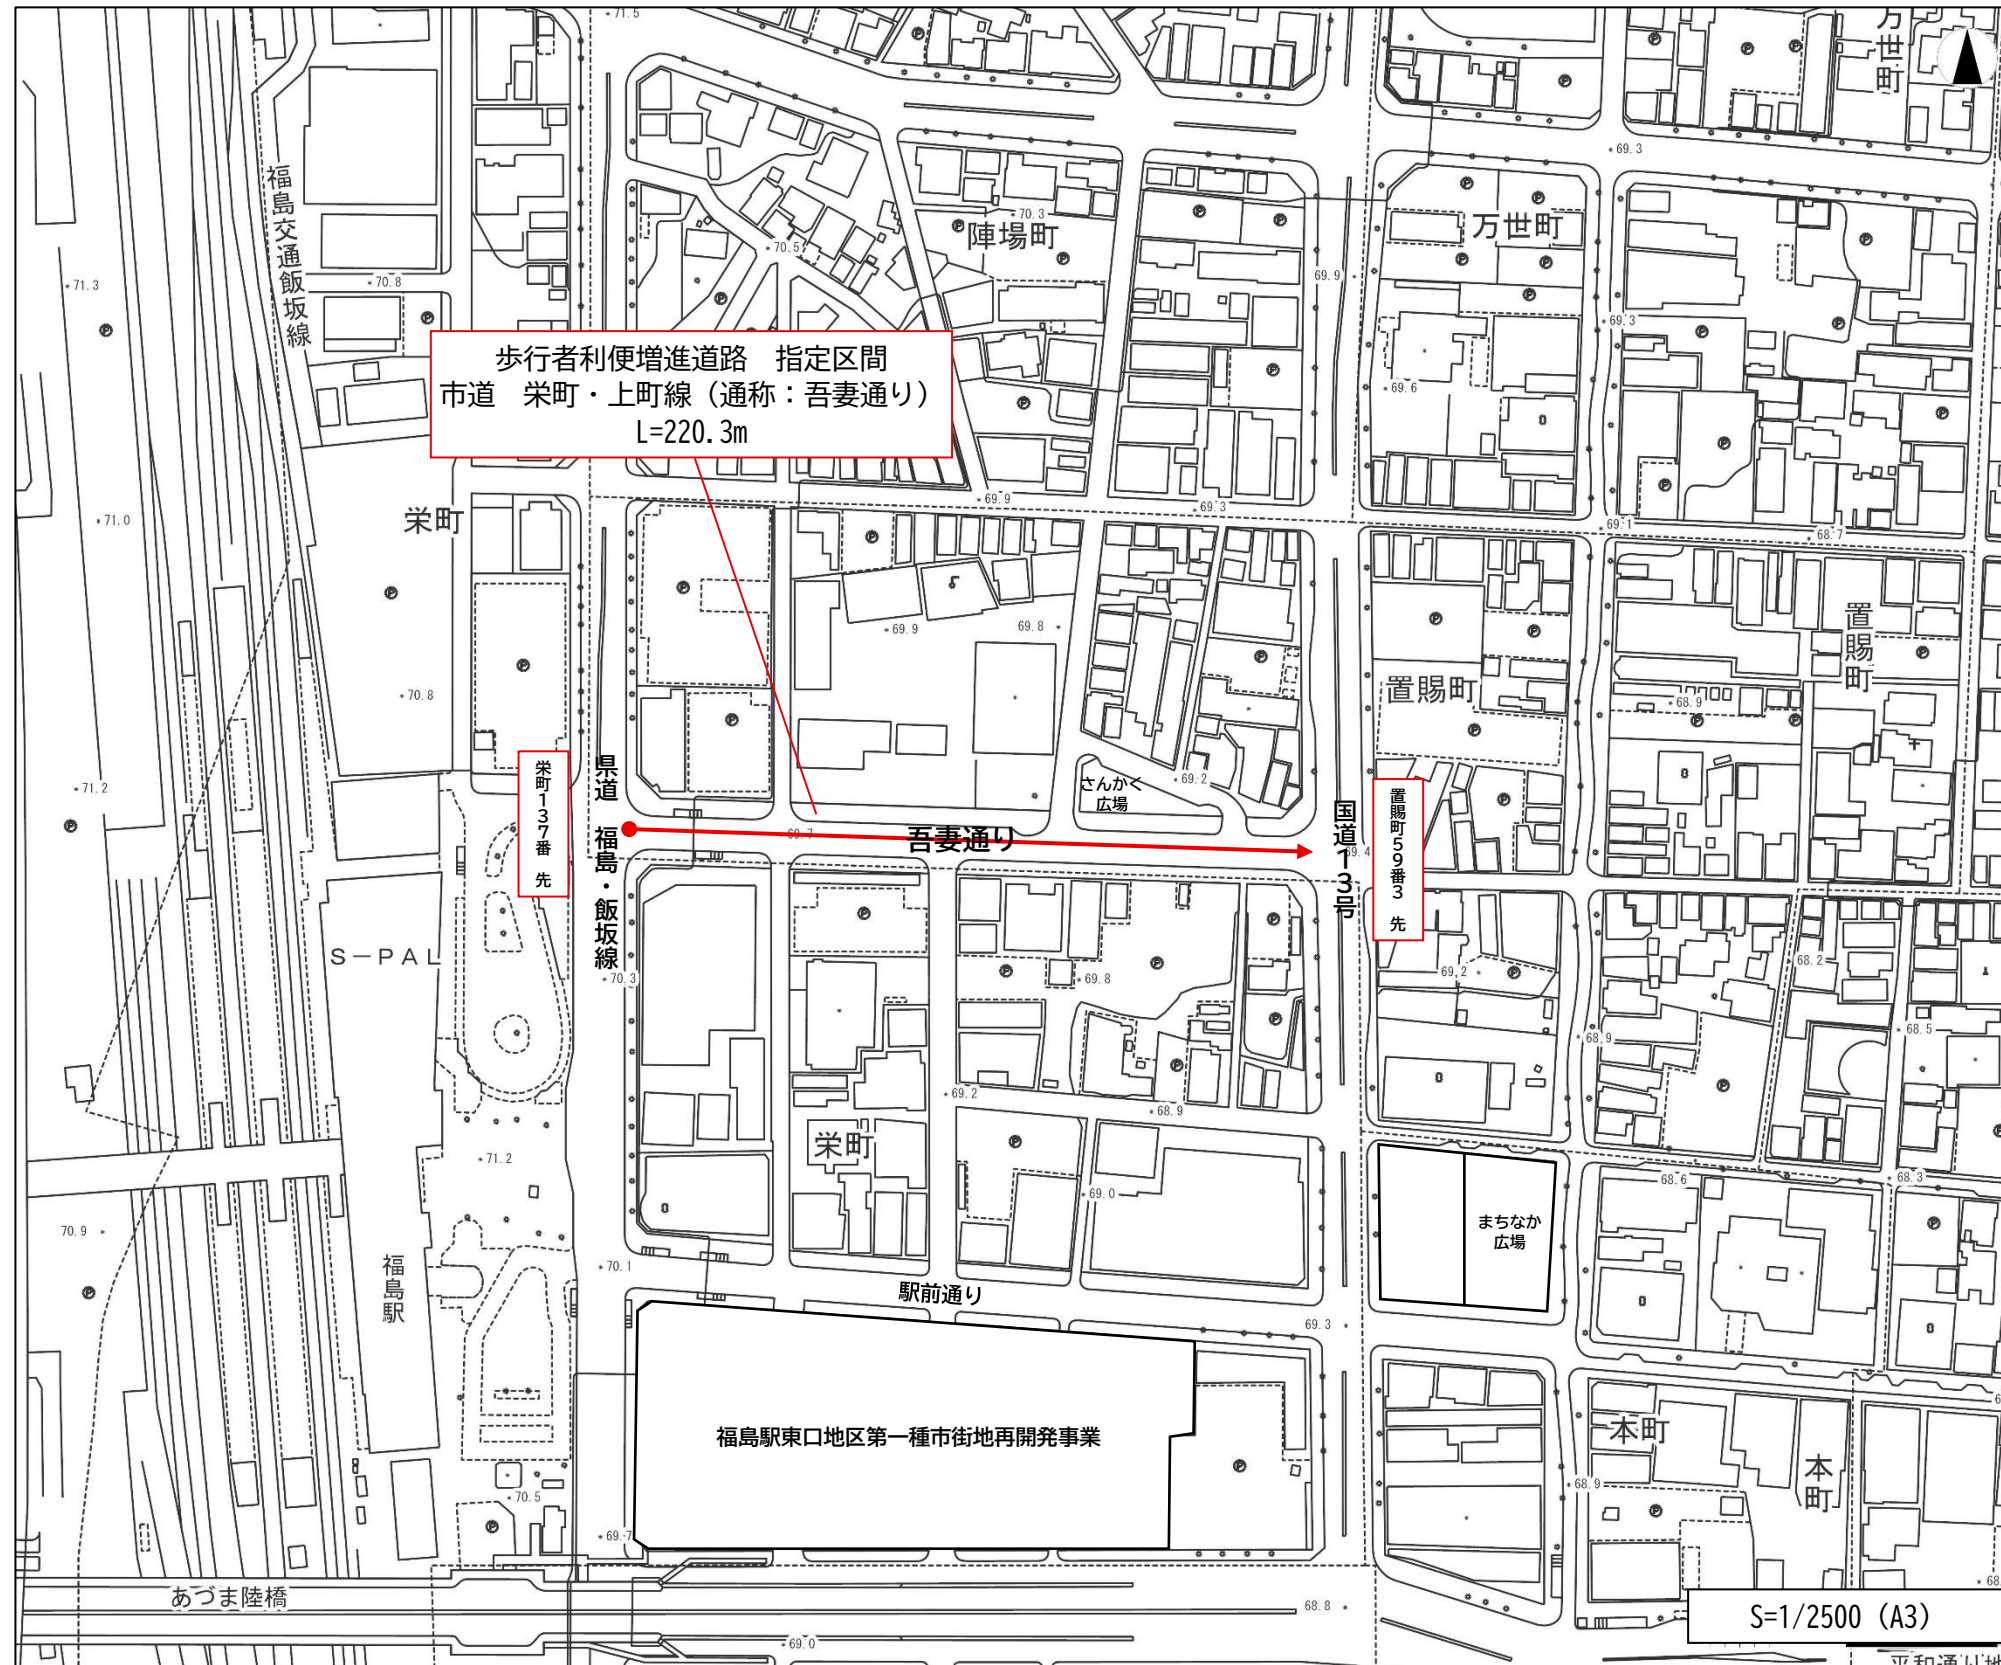 71.5
万世町
69.3
福島交通飯坂線
70.3
陣場町
万世町
70.5
71.3
70.8
69.9
69.3
歩行者利便増進道路　指定区間
市道　栄町・上町線（通称：吾妻通り）
L=220.3m
69.6
69.9
69.3
栄町
71.0
69.1
68.7
69.9
69.8
置賜町
置賜町
70.8
68.9
栄町137番　先
県道　福島・飯坂線
71.2
69.2
さんかく
広場
国道13号
置賜町59番3　先
69.7
吾妻通り
69.4
S-PAL
70.3
69.8
69.2
68.2
68.5
68.9
69.2
68.9
栄町
71.2
69.0
68.6
68.3
まちなか
広場
70.9
福島駅
70.1
駅前通り
69.3
福島駅東口地区第一種市街地再開発事業
本町
本町
70.5
68.9
69.7
あづま陸橋
68.8
69.0
S=1/2500（A3）